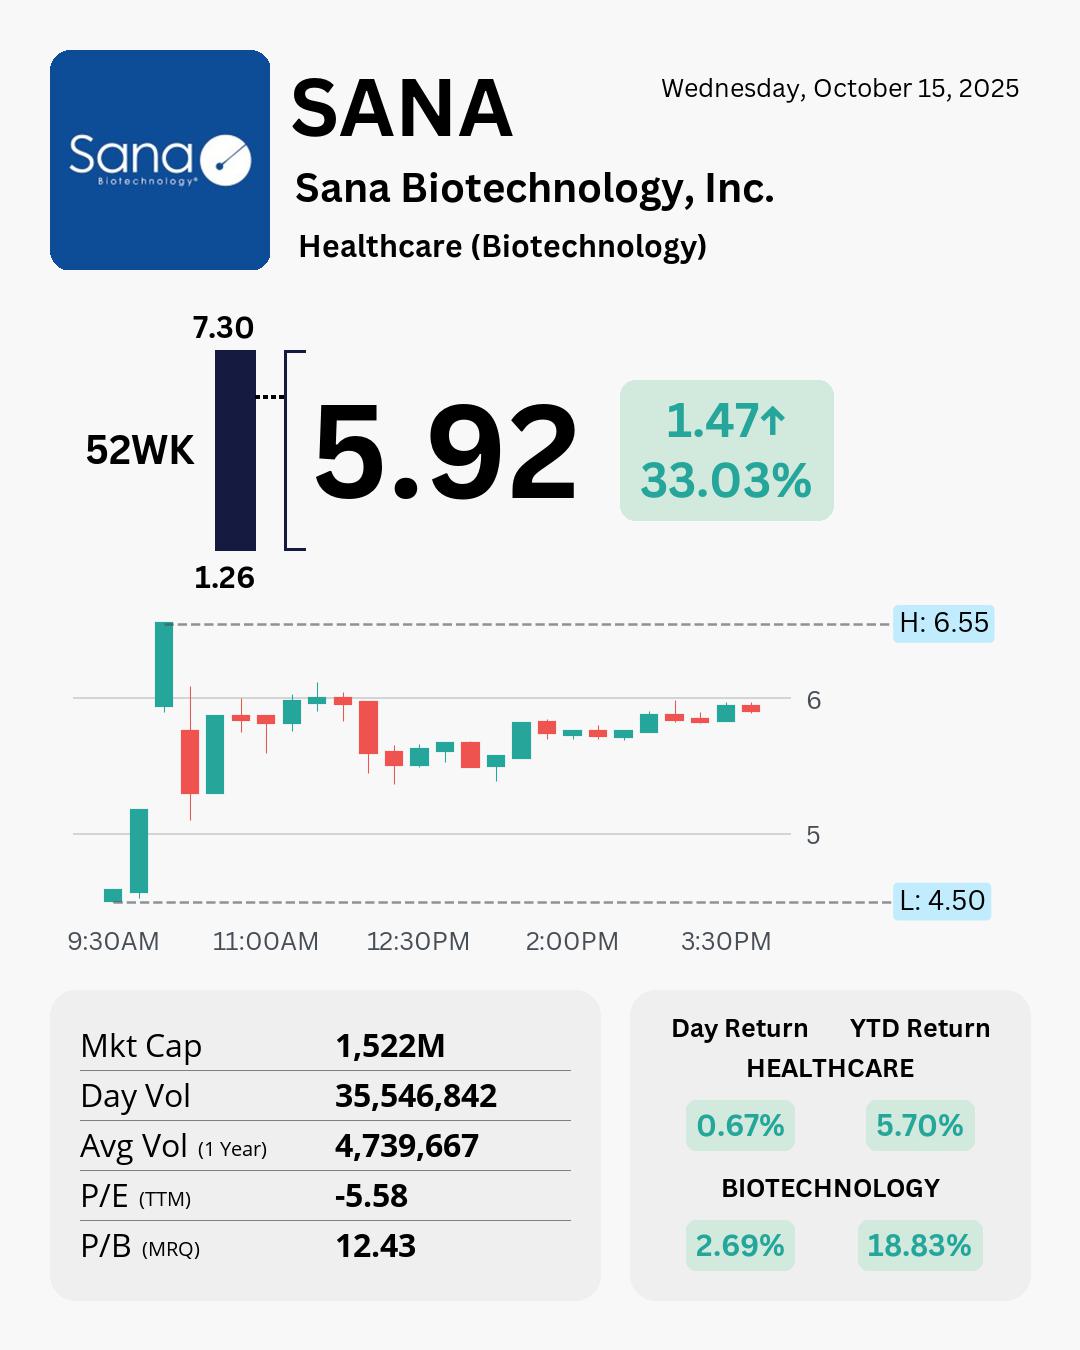 Sana
Biotechnology®
SANA
Wednesday, October 15, 2025
Sana Biotechnology, Inc.
Healthcare (Biotechnology)
7.30
52WK
5.92
1.47↑
33.03%
1.26
H: 6.55
6
5
L: 4.50
9:30AM 11:00AM 12:30PM 2:00PM 3:30PM
Mkt Cap 1,522M
Day Vol 35,546,842
Avg Vol (1 Year) 4,739,667
P/E (TTM) -5.58
P/B (MRQ) 12.43
Day Return YTD Return
HEALTHCARE
0.67% 5.70%
BIOTECHNOLOGY
2.69% 18.83%